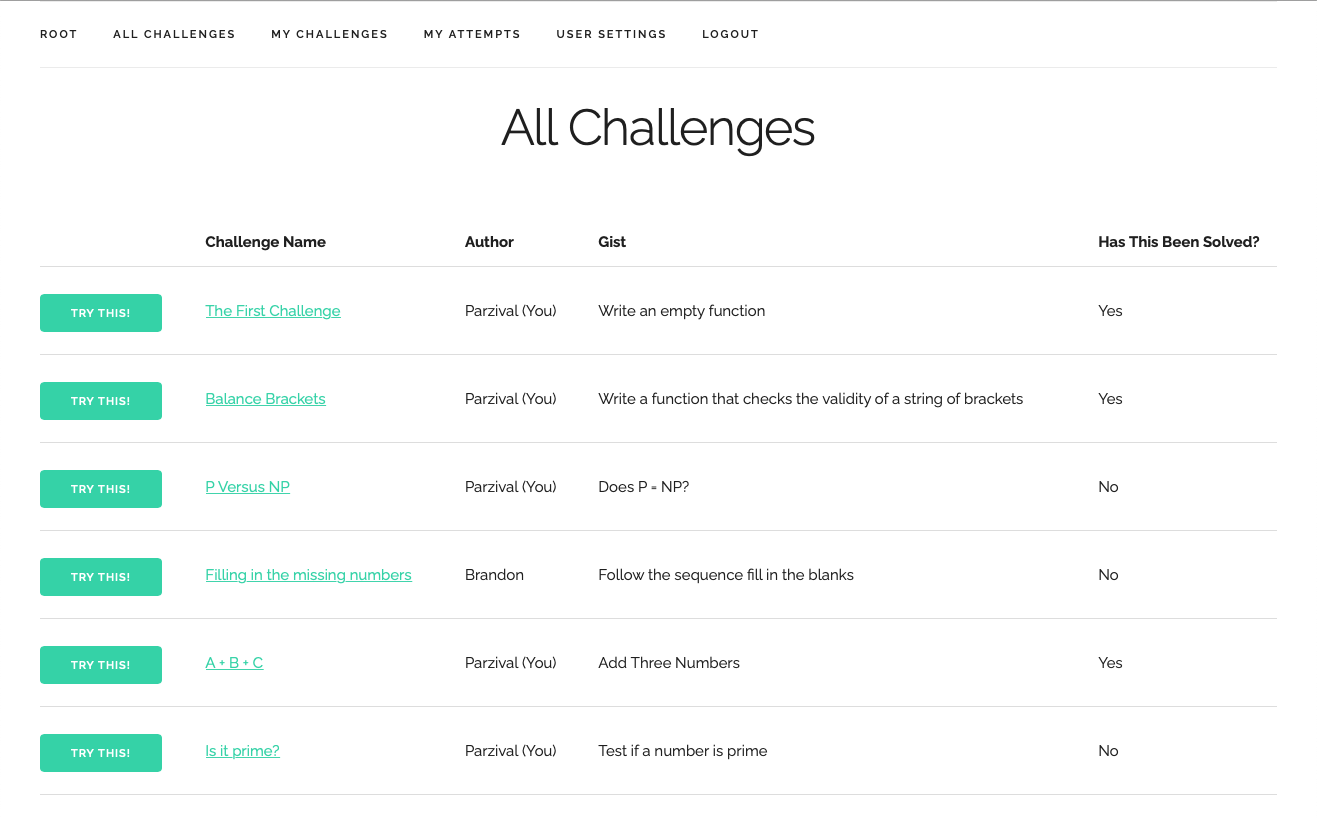 ROOT ALL CHALLENGES MY CHALLENGES MY ATTEMPTS USER SETTINGS LOGOUT
All Challenges
Challenge Name Author Gist Has This Been Solved?
TRY THIS! The First Challenge Parzival (You) Write an empty function Yes
TRY THIS! Balance Brackets Parzival (You) Write a function that checks the validity of a string of brackets Yes
TRY THIS! P Versus NP Parzival (You) Does P = NP? No
TRY THIS! Filling in the missing numbers Brandon Follow the sequence fill in the blanks No
TRY THIS! A + B + C Parzival (You) Add Three Numbers Yes
TRY THIS! Is it prime? Parzival (You) Test if a number is prime No